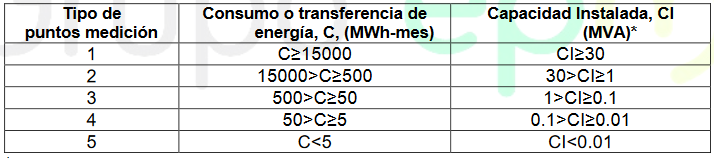 Tipo de puntos medición | Consumo o transferencia de energía, C, (MWh-mes) | Capacidad Instalada, CI (MVA)*
1 | C≥15000 | CI≥30
2 | 15000>C≥500 | 30>CI≥1
3 | 500>C≥50 | 1>CI≥0.1
4 | 50>C≥5 | 0.1>CI≥0.01
5 | C<5 | CI<0.01